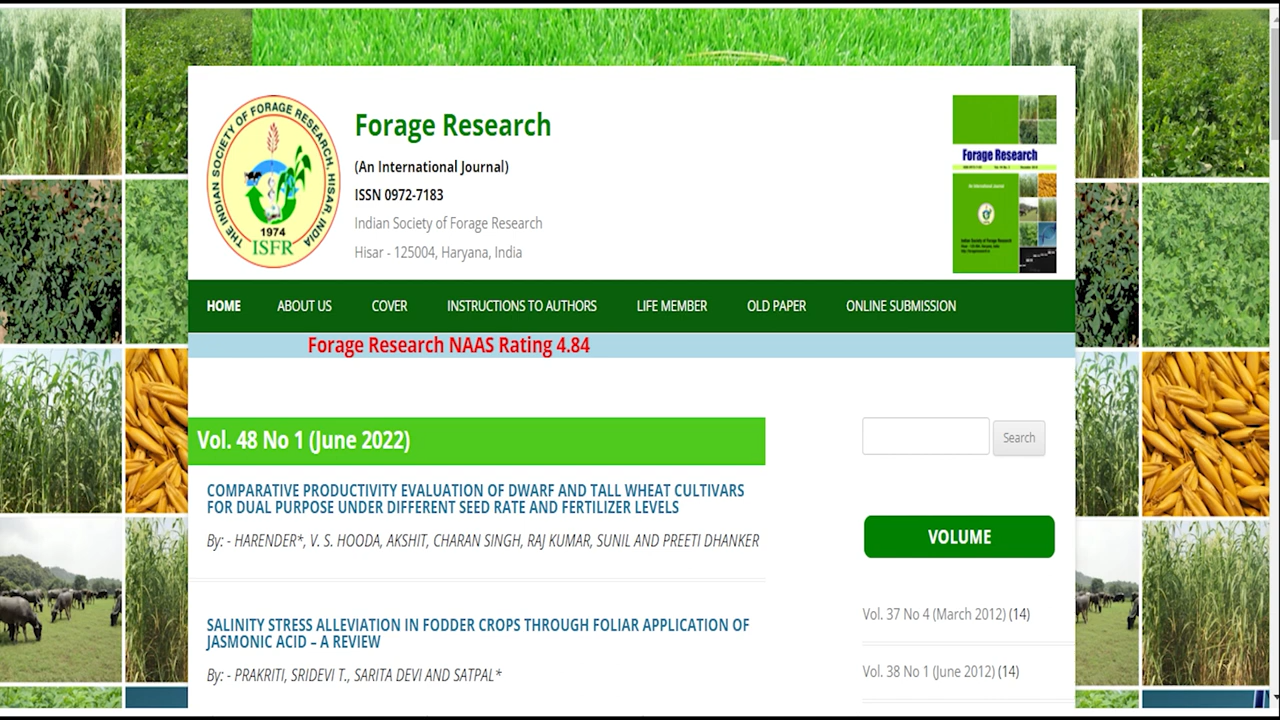 THE INDIAN SOCIETY OF FORAGE RESEARCH, HISAR, INDIA
1974
ISFR
Forage Research
(An International Journal)
ISSN 0972-7183
Indian Society of Forage Research
Hisar - 125004, Haryana, India
Forage Research
An International Journal
HOME
ABOUT US
COVER
INSTRUCTIONS TO AUTHORS
LIFE MEMBER
OLD PAPER
ONLINE SUBMISSION
Forage Research NAAS Rating 4.84
Vol. 48 No 1 (June 2022)
COMPARATIVE PRODUCTIVITY EVALUATION OF DWARF AND TALL WHEAT CULTIVARS
FOR DUAL PURPOSE UNDER DIFFERENT SEED RATE AND FERTILIZER LEVELS
By: - HARENDER*, V. S. HOODA, AKSHIT, CHARAN SINGH, RAJ KUMAR, SUNIL AND PREETI DHANKER
SALINITY STRESS ALLEVIATION IN FODDER CROPS THROUGH FOLIAR APPLICATION OF
JASMONIC ACID – A REVIEW
By: - PRAKRITI, SRIDEVI T., SARITA DEVI AND SATPAL*
Search
VOLUME
Vol. 37 No 4 (March 2012) (14)
Vol. 38 No 1 (June 2012) (14)